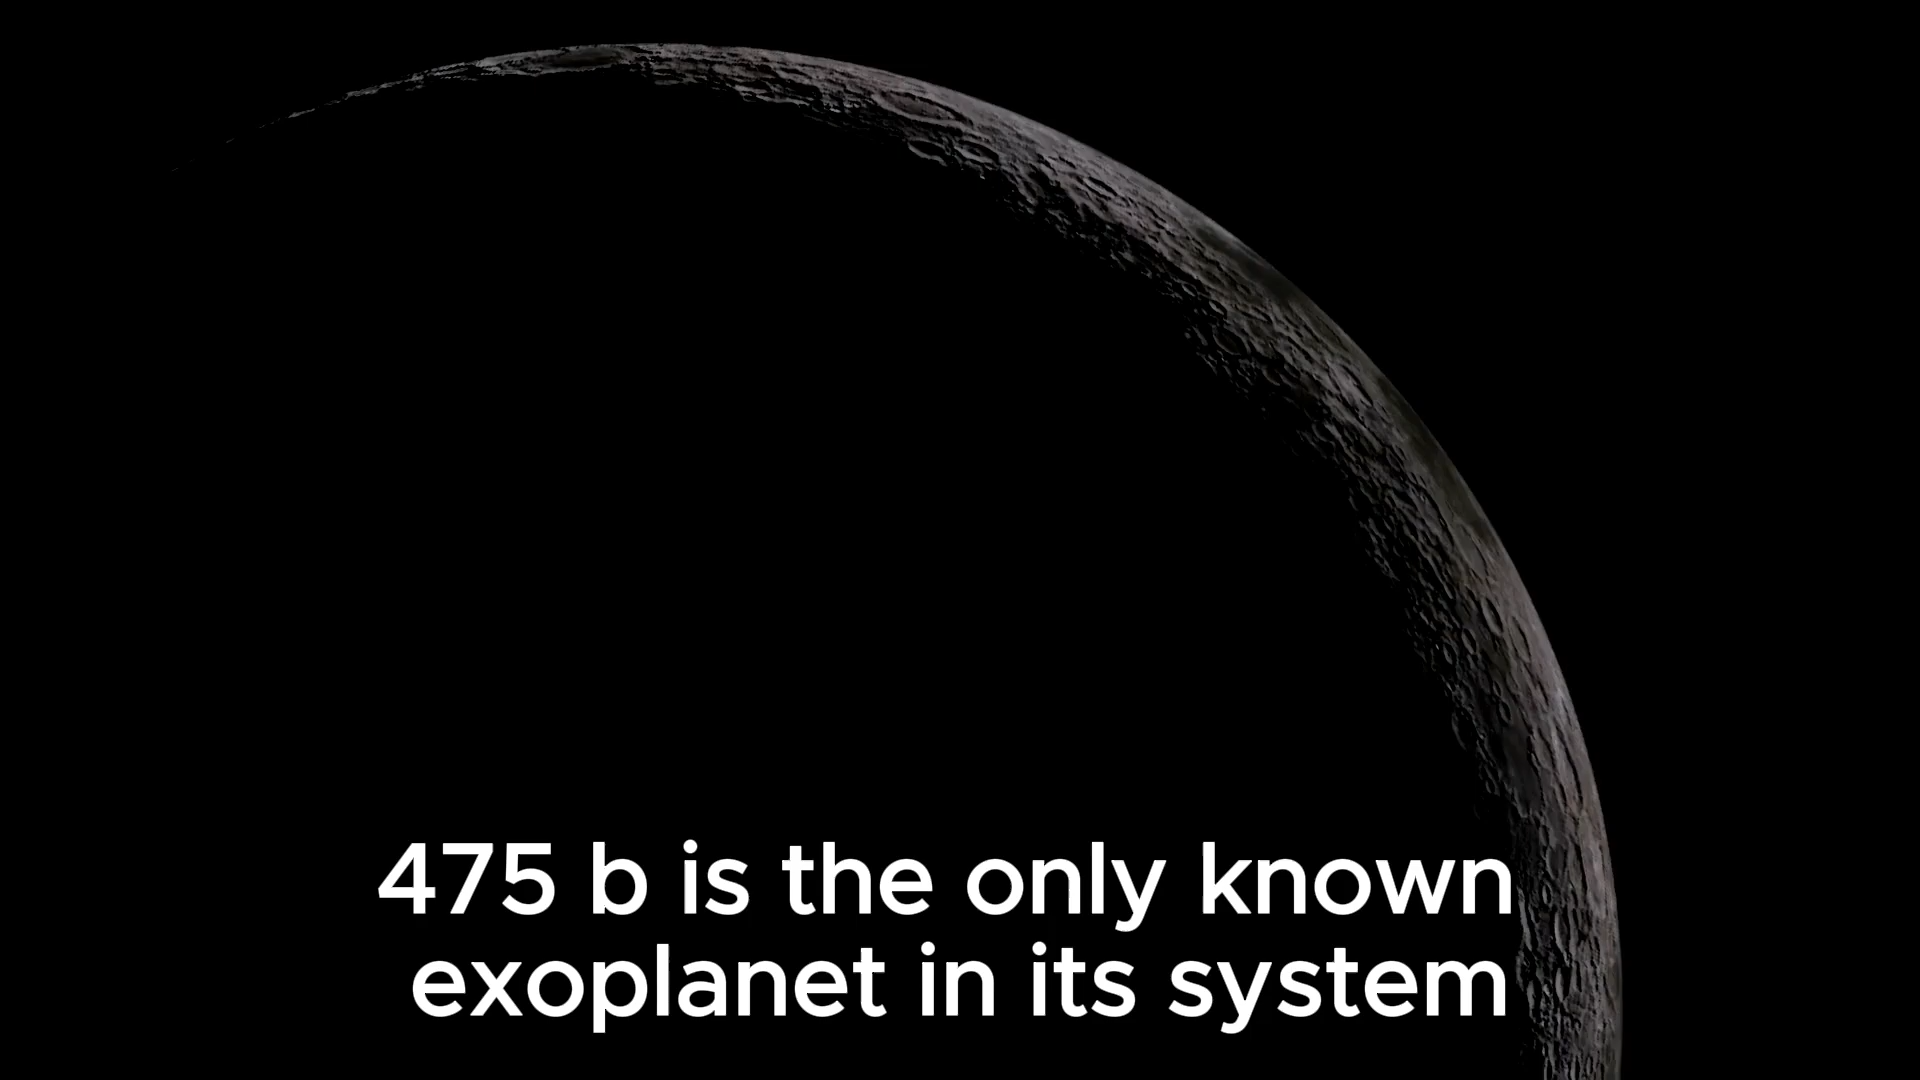 475 b is the only known
exoplanet in its system